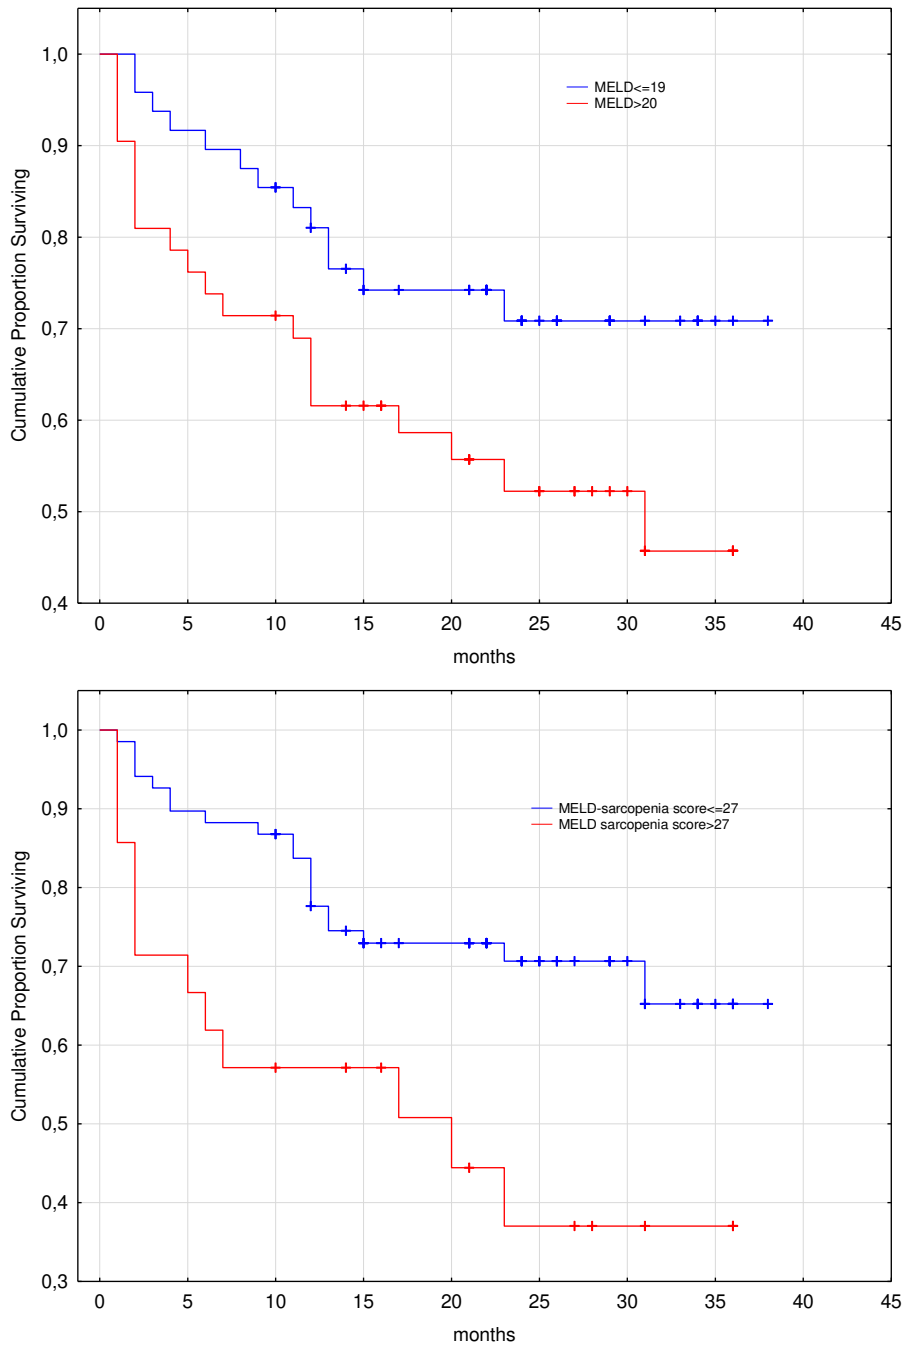 1,0
0,9
0,8
0,7
0,6
0,5
0,4
Cumulative Proportion Surviving
MELD<=19
MELD>20
0 5 10 15 20 25 30 35 40 45
months
1,0
0,9
0,8
0,7
0,6
0,5
0,4
0,3
Cumulative Proportion Surviving
MELD-sarcopenia score<=27
MELD sarcopenia score>27
0 5 10 15 20 25 30 35 40 45
months